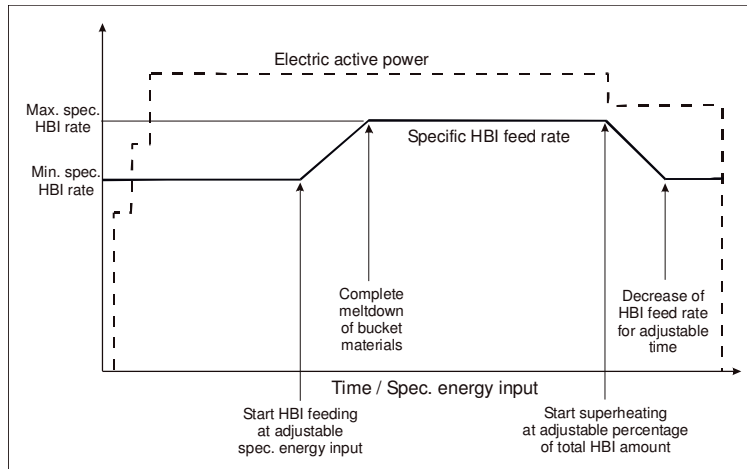 Electric active power
Max. spec.
HBI rate
Specific HBI feed rate
Min. spec.
HBI rate
Complete
meltdown
of bucket
materials
Decrease of
HBI feed rate
for adjustable
time
Time / Spec. energy input
Start HBI feeding
at adjustable
spec. energy input
Start superheating
at adjustable percentage
of total HBI amount